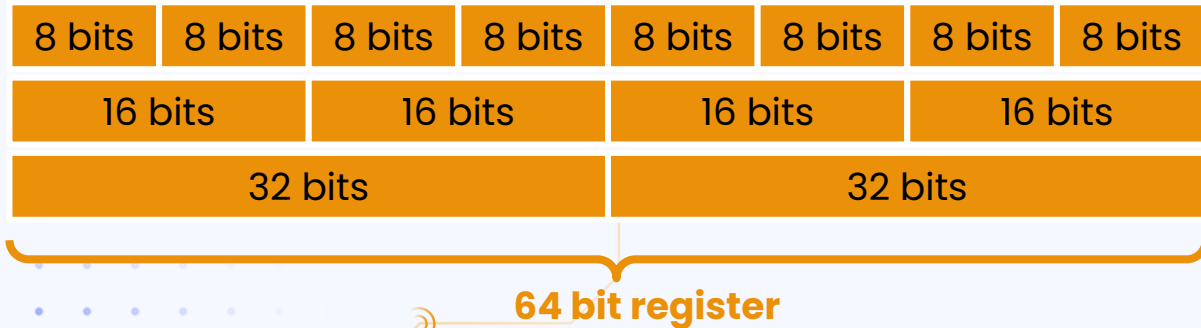 8 bits 8 bits 8 bits 8 bits 8 bits 8 bits 8 bits 8 bits
16 bits 16 bits 16 bits 16 bits
32 bits 32 bits
64 bit register